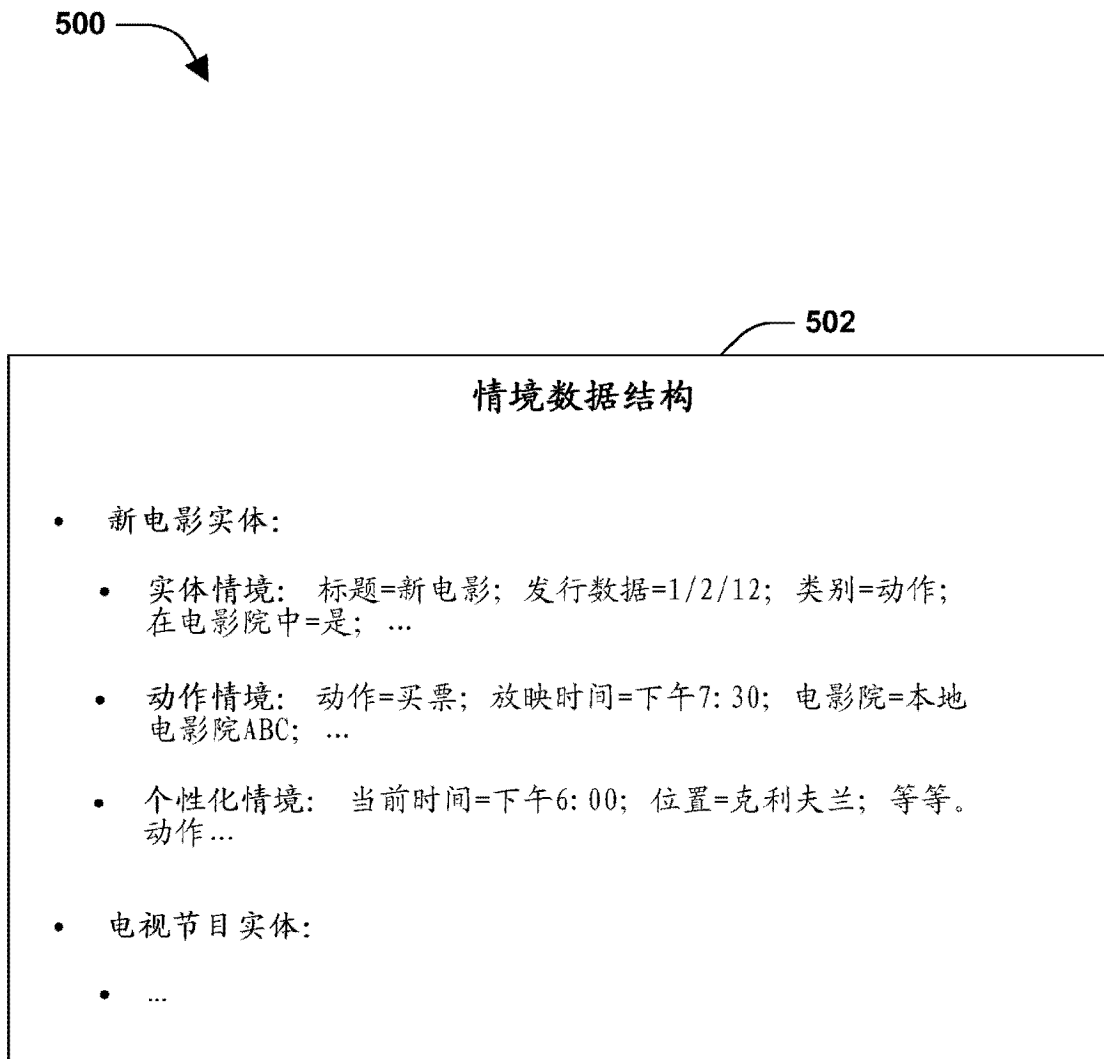 500
502
情境数据结构
• 新电影实体:
• 实体情境: 标题=新电影; 发行数据=1/2/12; 类别=动作;
在电影院中=是; ...
• 动作情境: 动作=买票; 放映时间=下午7:30; 电影院=本地
电影院ABC; ...
• 个性化情境: 当前时间=下午6:00; 位置=克利夫兰; 等等。
动作...
• 电视节目实体:
• ...